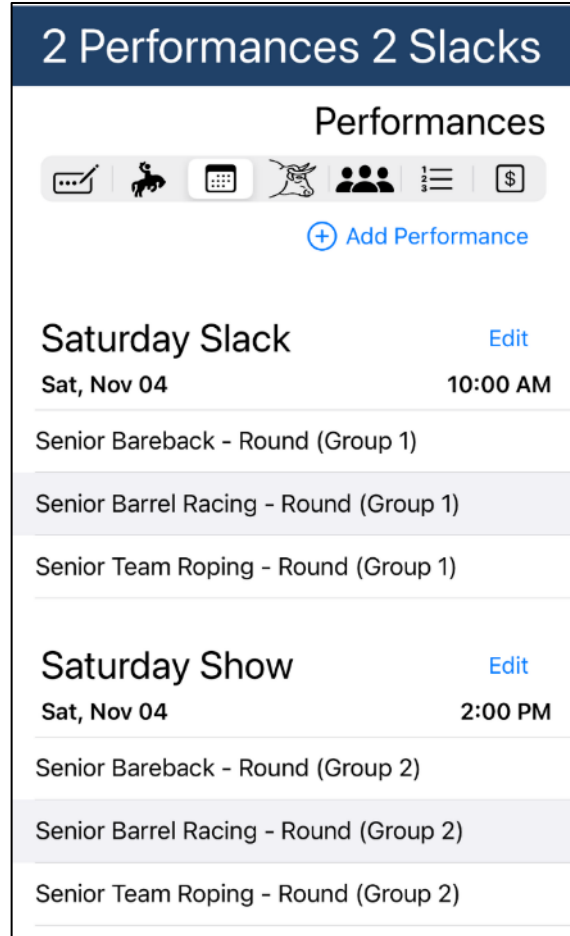 2 Performances 2 Slacks
Performances
1
2
3
$
Add Performance
Saturday Slack Edit
Sat, Nov 04 10:00 AM
Senior Bareback - Round (Group 1)
Senior Barrel Racing - Round (Group 1)
Senior Team Roping - Round (Group 1)
Saturday Show Edit
Sat, Nov 04 2:00 PM
Senior Bareback - Round (Group 2)
Senior Barrel Racing - Round (Group 2)
Senior Team Roping - Round (Group 2)